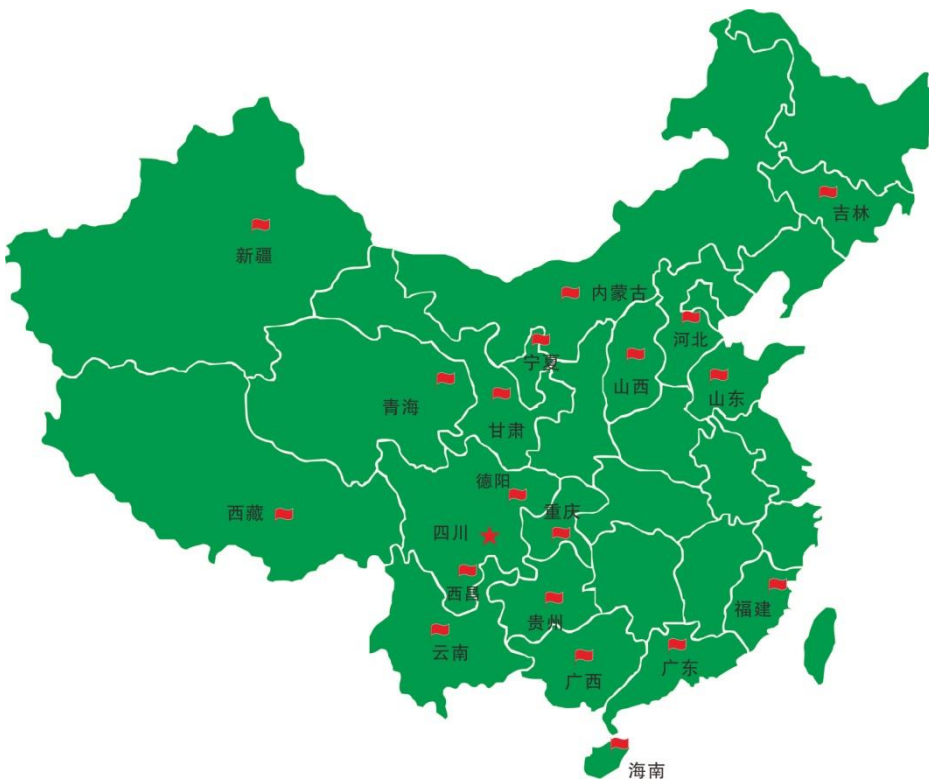 吉林
新疆
内蒙古
河北
宁夏
山西
山东
青海
甘肃
德阳
西藏
重庆
四川
西昌
福建
贵州
云南
广东
广西
海南